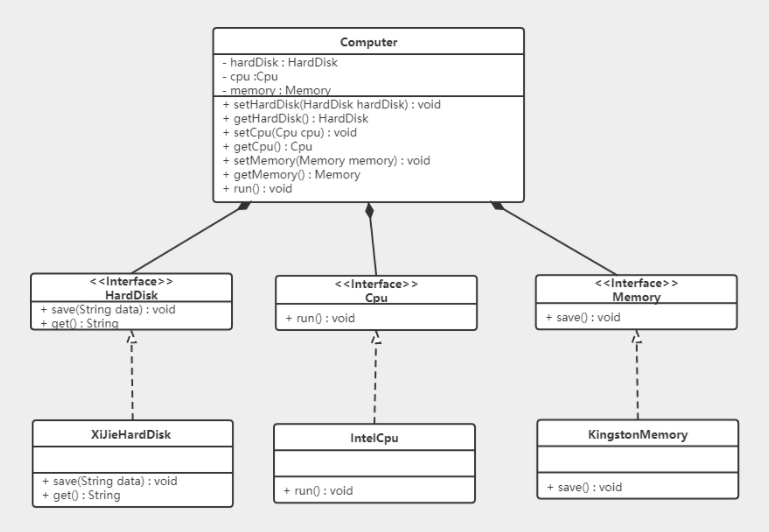 Computer
- hardDisk : HardDisk
- cpu :Cpu
- memory : Memory
+ setHardDisk(HardDisk hardDisk) : void
+ getHardDisk() : HardDisk
+ setCpu(Cpu cpu) : void
+ getCpu() : Cpu
+ setMemory(Memory memory) : void
+ getMemory() : Memory
+ run() : void
<<Interface>>
HardDisk
+ save(String data) : void
+ get() : String
<<Interface>>
Cpu
+ run() : void
<<Interface>>
Memory
+ save() : void
XiJieHardDisk
+ save(String data) : void
+ get() : String
IntelCpu
+ run() : void
KingstonMemory
+ save() : void